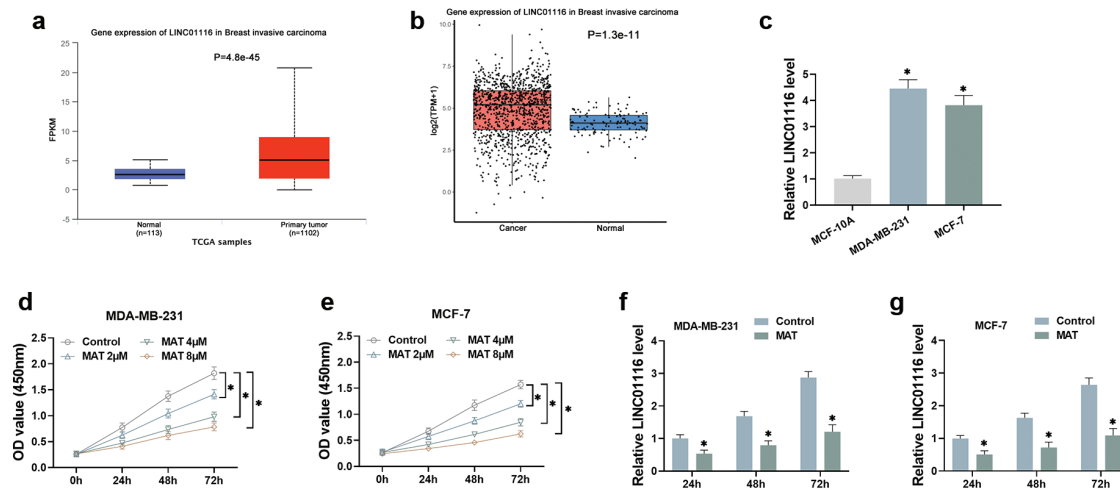 a
Gene expression of LINC01116 in Breast invasive carcinoma
P=4.8e-45
FPKM
25
20
15
10
5
0
-5
Normal
(n=113)
Primary tumor
(n=1102)
TCGA samples
b
Gene expression of LINC01116 in Breast invasive carcinoma
P=1.3e-11
log2(TPM+1)
10.0
7.5
5.0
2.5
0.0
Cancer
Normal
c
Relative LINC01116 level
5
4
3
2
1
0
*
*
MCF-10A
MDA-MB-231
MCF-7
d
MDA-MB-231
Control
MAT 4μM
MAT 2μM
MAT 8μM
OD value (450nm)
2.5
2.0
1.5
1.0
0.5
0.0
*
*
*
0h
24h
48h
72h
e
MCF-7
Control
MAT 4μM
MAT 2μM
MAT 8μM
OD value (450nm)
2.5
2.0
1.5
1.0
0.5
0.0
*
*
*
0h
24h
48h
72h
f
MDA-MB-231
Control
MAT
Relative LINC01116 level
4
3
2
1
0
*
*
*
24h
48h
72h
g
MCF-7
Control
MAT
Relative LINC01116 level
4
3
2
1
0
*
*
*
24h
48h
72h